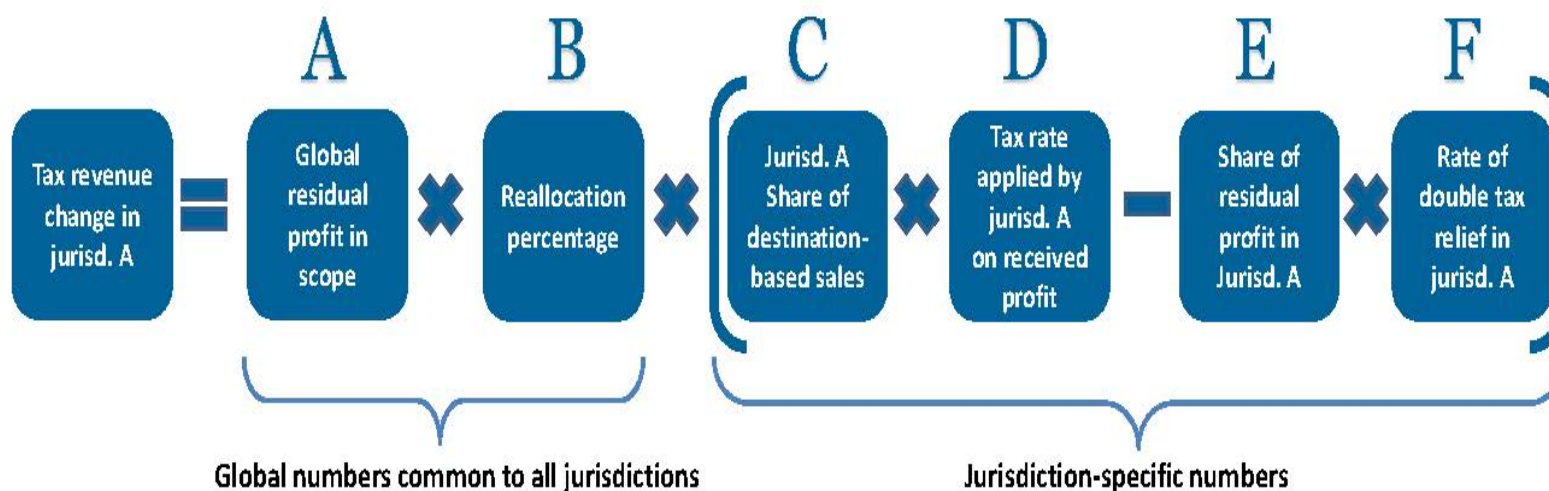 A
B
C
D
E
F
Tax revenue
change in
jurisd. A
=
Global
residual
profit in
scope
×
Reallocation
percentage
×
[
Jurisd. A
Share of
destination-
based sales
×
Tax rate
applied by
jurisd. A
on received
profit
−
Share of
residual
profit in
Jurisd. A
×
Rate of
double tax
relief in
jurisd. A
]
Global numbers common to all jurisdictions
Jurisdiction-specific numbers